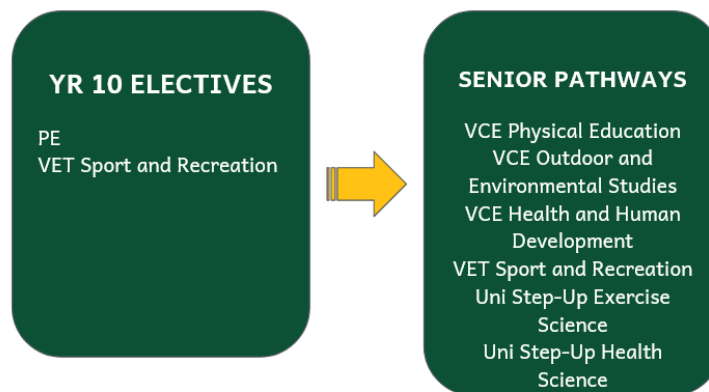 YR 10 ELECTIVES
PE
VET Sport and Recreation
SENIOR PATHWAYS
VCE Physical Education
VCE Outdoor and
Environmental Studies
VCE Health and Human
Development
VET Sport and Recreation
Uni Step-Up Exercise
Science
Uni Step-Up Health
Science